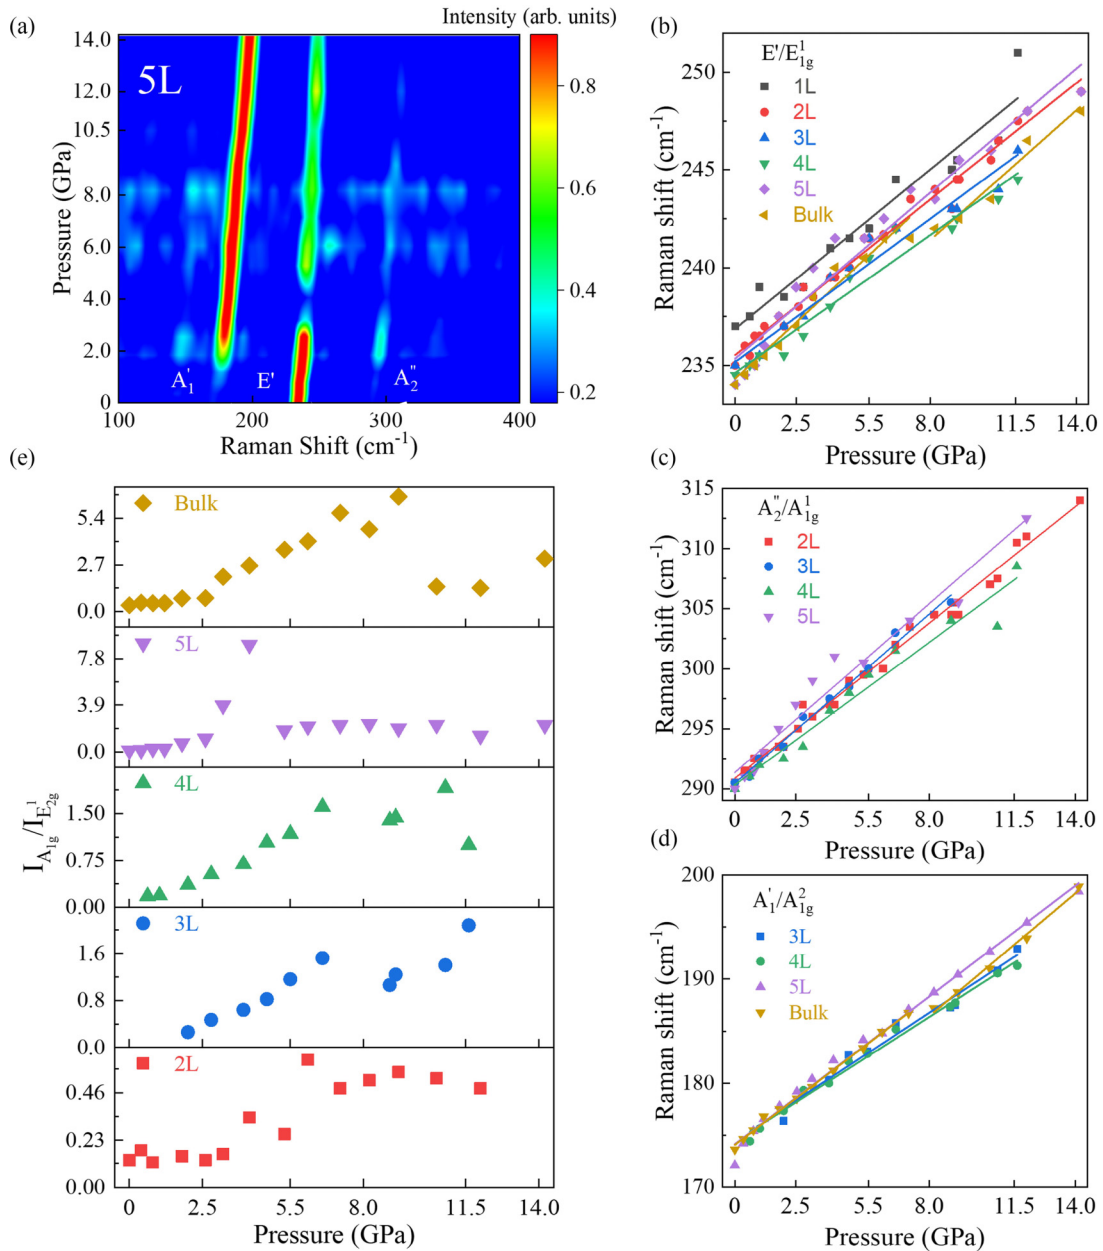 (a)
Intensity (arb. units)
5L
14.0
12.0
10.5
8.0
6.0
4.0
2.0
0
Pressure (GPa)
A₁'
E'
A₂"
100 200 300 400
Raman Shift (cm⁻¹)
0.8
0.6
0.4
0.2
(b)
E'/E¹₁g
1L
2L
3L
4L
5L
Bulk
250
245
240
235
Raman shift (cm⁻¹)
0 2.5 5.5 8.0 11.5 14.0
Pressure (GPa)
(c)
A₂"/A¹₁g
2L
3L
4L
5L
315
310
305
300
295
290
Raman shift (cm⁻¹)
0 2.5 5.5 8.0 11.5 14.0
Pressure (GPa)
(d)
A₁'/A²₁g
3L
4L
5L
Bulk
200
190
180
170
Raman shift (cm⁻¹)
0 2.5 5.5 8.0 11.5 14.0
Pressure (GPa)
(e)
Bulk
5.4
2.7
0.0
5L
7.8
3.9
0.0
4L
1.50
0.75
0.00
3L
1.6
0.8
0.0
2L
0.46
0.23
0.00
I_A₁g/I_E¹₂g
0 2.5 5.5 8.0 11.5 14.0
Pressure (GPa)